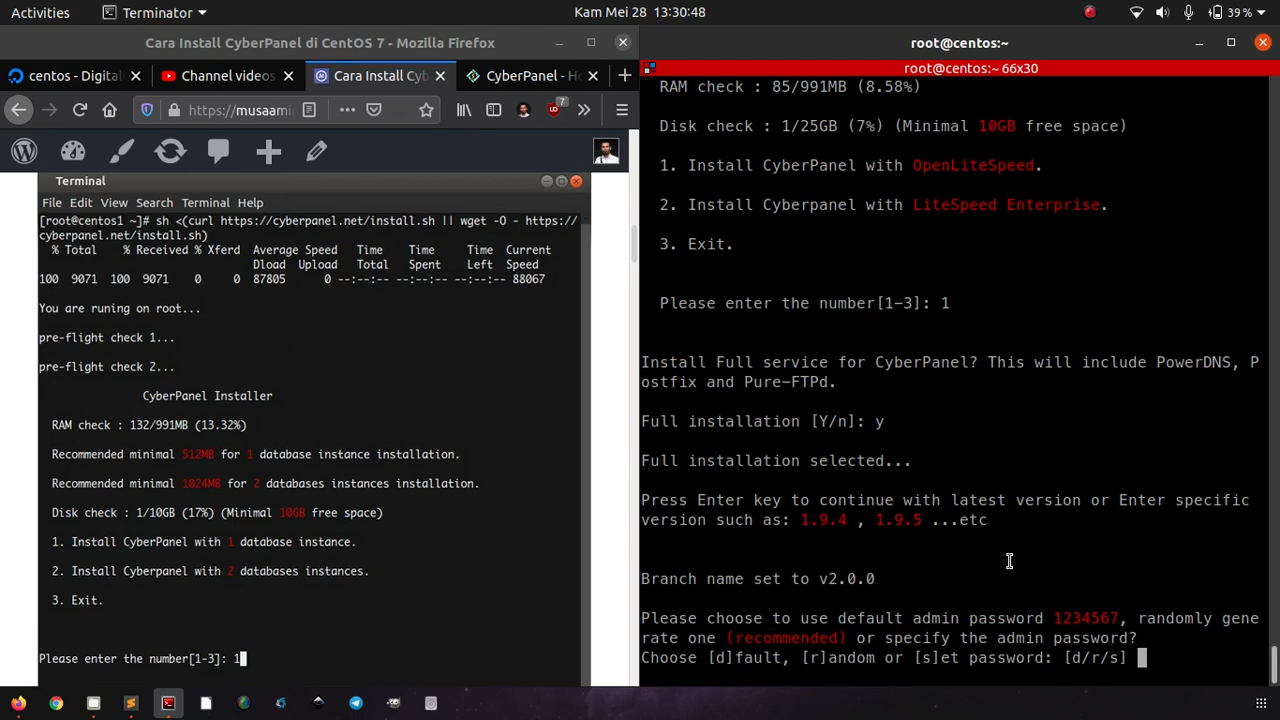 Activities
Terminator
Kam Mei 28 13:30:48
39 %
Cara Install CyberPanel di CentOS 7 - Mozilla Firefox
centos - Digital
Channel videos
Cara Install Cyb
CyberPanel - Ho
https://musaami
7
Terminal
File Edit View Search Terminal Help
[root@centos1 ~]# sh <(curl https://cyberpanel.net/install.sh || wget -O - https://
cyberpanel.net/install.sh)
% Total % Received % Xferd Average Speed Time Time Time Current
Dload Upload Total Spent Left Speed
100 9071 100 9071 0 0 87805 0 --:--:-- --:--:-- --:--:-- 88067
You are runing on root...
pre-flight check 1...
pre-flight check 2...
CyberPanel Installer
RAM check : 132/991MB (13.32%)
Recommended minimal 512MB for 1 database instance installation.
Recommended minimal 1024MB for 2 databases instances installation.
Disk check : 1/10GB (17%) (Minimal 10GB free space)
1. Install CyberPanel with 1 database instance.
2. Install Cyberpanel with 2 databases instances.
3. Exit.
Please enter the number[1-3]: 1
root@centos:~
root@centos:~ 66x30
RAM check : 85/991MB (8.58%)
Disk check : 1/25GB (7%) (Minimal 10GB free space)
1. Install CyberPanel with OpenLiteSpeed.
2. Install Cyberpanel with LiteSpeed Enterprise.
3. Exit.
Please enter the number[1-3]: 1
Install Full service for CyberPanel? This will include PowerDNS, P
ostfix and Pure-FTPd.
Full installation [Y/n]: y
Full installation selected...
Press Enter key to continue with latest version or Enter specific
version such as: 1.9.4 , 1.9.5 ...etc
Branch name set to v2.0.0
Please choose to use default admin password 1234567, randomly gene
rate one (recommended) or specify the admin password?
Choose [d]fault, [r]andom or [s]et password: [d/r/s]